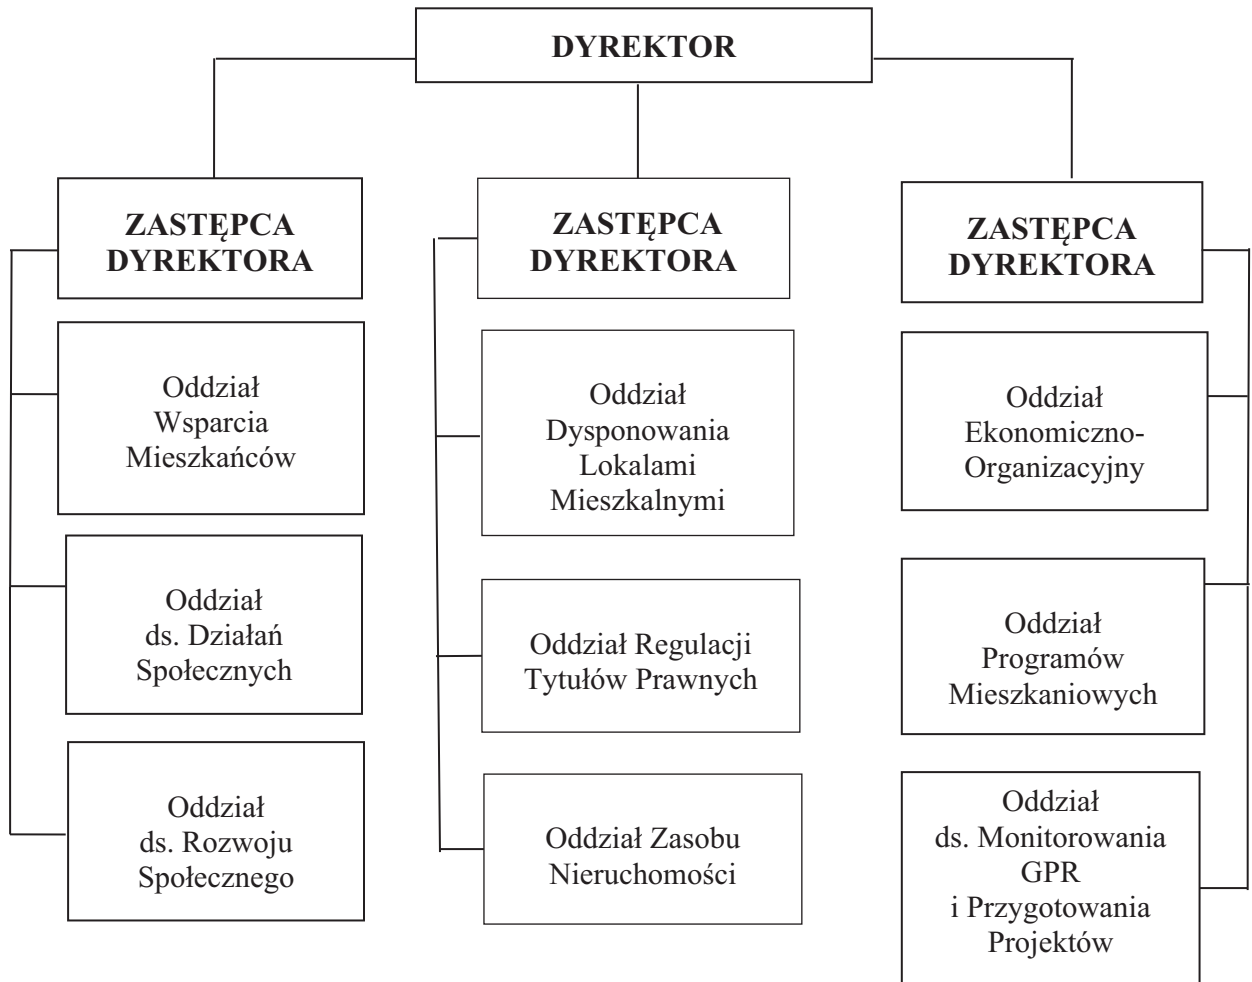 DYREKTOR
ZASTĘPCA
DYREKTORA
Oddział
Wsparcia
Mieszkańców
Oddział
ds. Działań
Społecznych
Oddział
ds. Rozwoju
Społecznego
ZASTĘPCA
DYREKTORA
Oddział
Dysponowania
Lokalami
Mieszkalnymi
Oddział Regulacji
Tytułów Prawnych
Oddział Zasobu
Nieruchomości
ZASTĘPCA
DYREKTORA
Oddział
Ekonomiczno-
Organizacyjny
Oddział
Programów
Mieszkaniowych
Oddział
ds. Monitorowania
GPR
i Przygotowania
Projektów